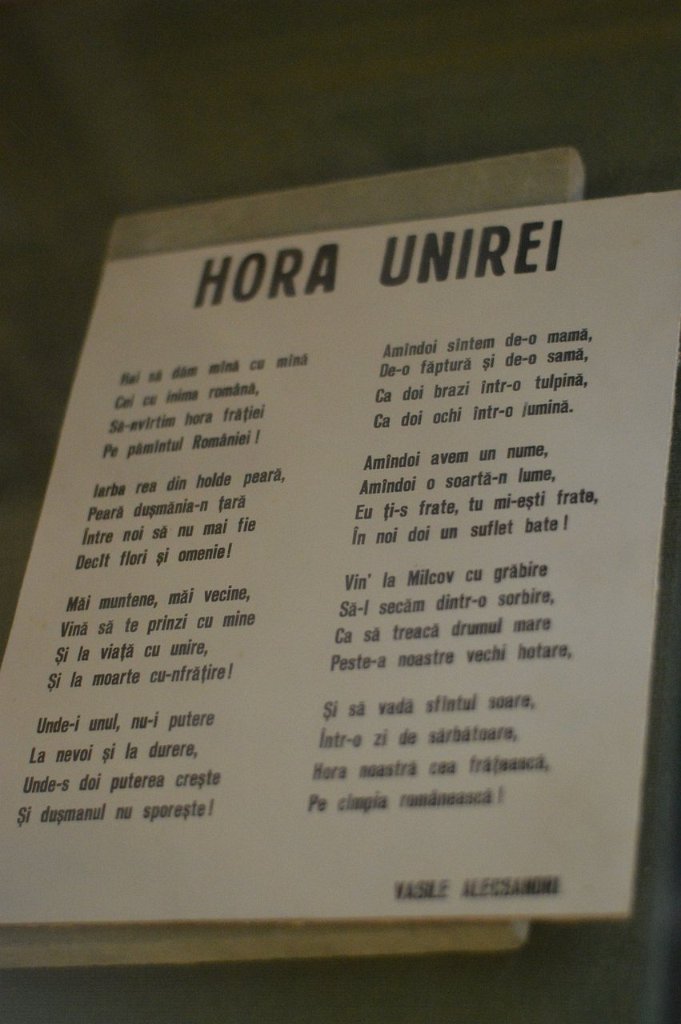 HORA UNIREI
Hai să dăm mînă cu mînă
Cei cu inima română,
Să-nvîrtim hora frăţiei
Pe pămîntul României!
Iarba rea din holde peară,
Peară duşmănia-n ţară
Între noi să nu mai fie
Decît flori şi omenie!
Măi muntene, măi vecine,
Vină să te prinzi cu mine
Şi la viaţă cu unire,
Şi la moarte cu-nfrăţire!
Unde-i unul, nu-i putere
La nevoi şi la durere,
Unde-s doi puterea creşte
Şi duşmanul nu sporeşte!
Amîndoi sîntem de-o mamă,
De-o făptură şi de-o samă,
Ca doi brazi într-o tulpină,
Ca doi ochi într-o lumină.
Amîndoi avem un nume,
Amîndoi o soartă-n lume,
Eu ţi-s frate, tu mi-eşti frate,
În noi doi un suflet bate!
Vin' la Milcov cu grăbire
Să-l secăm dintr-o sorbire,
Ca să treacă drumul mare
Peste-a noastre vechi hotare,
Şi să vadă sfîntul soare,
Într-o zi de sărbătoare,
Hora noastră cea frăţească,
Pe cîmpia românească!
VASILE ALECSANDRI